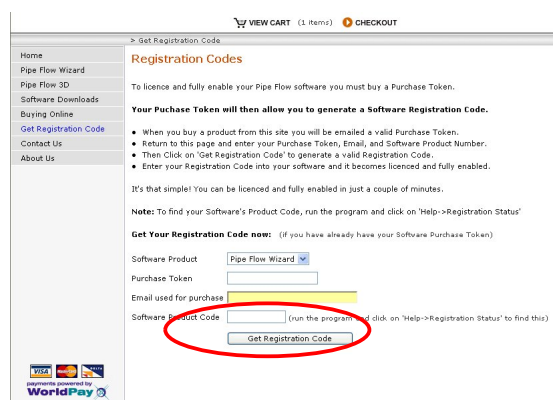 VIEW CART (1 items) CHECKOUT
> Get Registration Code
Home
Pipe Flow Wizard
Pipe Flow 3D
Software Downloads
Buying Online
Get Registration Code
Contact Us
About Us
Registration Codes
To licence and fully enable your Pipe Flow software you must buy a Purchase Token.
Your Puchase Token will then allow you to generate a Software Registration Code.
• When you buy a product from this site you will be emailed a valid Purchase Token.
• Return to this page and enter your Purchase Token, Email, and Software Product Number.
• Then Click on 'Get Registration Code' to generate a valid Registration Code.
• Enter your Registration Code into your software and it becomes licenced and fully enabled.
It's that simple! You can be licenced and fully enabled in just a couple of minutes.
Note: To find your Software's Product Code, run the program and click on 'Help->Registration Status'
Get Your Registration Code now: (if you have already have your Software Purchase Token)
Software Product Pipe Flow Wizard
Purchase Token
Email used for purchase
Software Product Code (run the program and click on 'Help->Registration Status' to find this)
Get Registration Code
VISA MasterCard DELTA
payments powered by
WorldPay